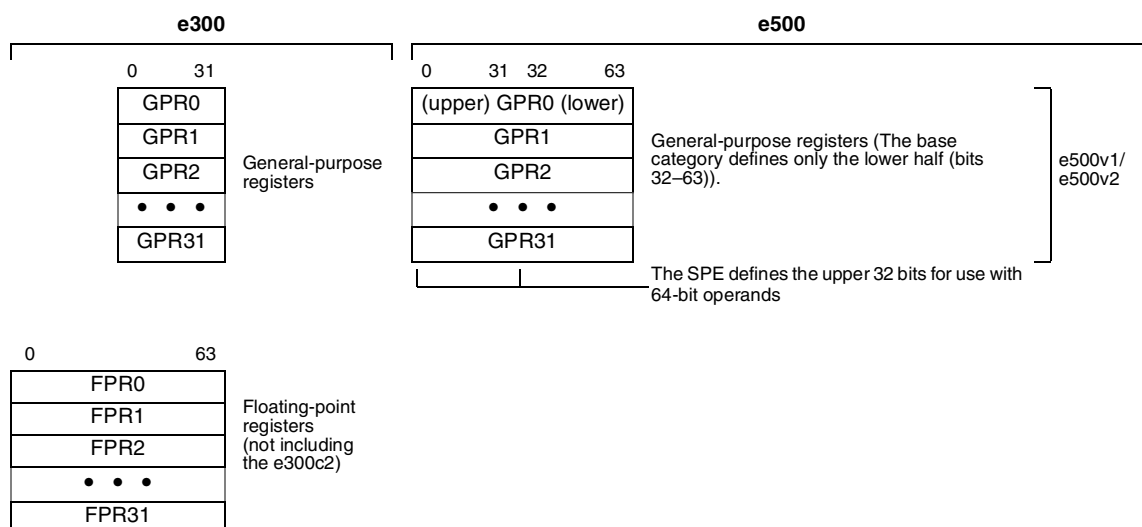 e300
e500
0 31
GPR0
GPR1
GPR2
• • •
GPR31
General-purpose
registers
0 31 32 63
(upper) GPR0 (lower)
GPR1
GPR2
• • •
GPR31
General-purpose registers (The base
category defines only the lower half (bits
32–63)).
e500v1/
e500v2
The SPE defines the upper 32 bits for use with
64-bit operands
0 63
FPR0
FPR1
FPR2
• • •
FPR31
Floating-point
registers
(not including
the e300c2)